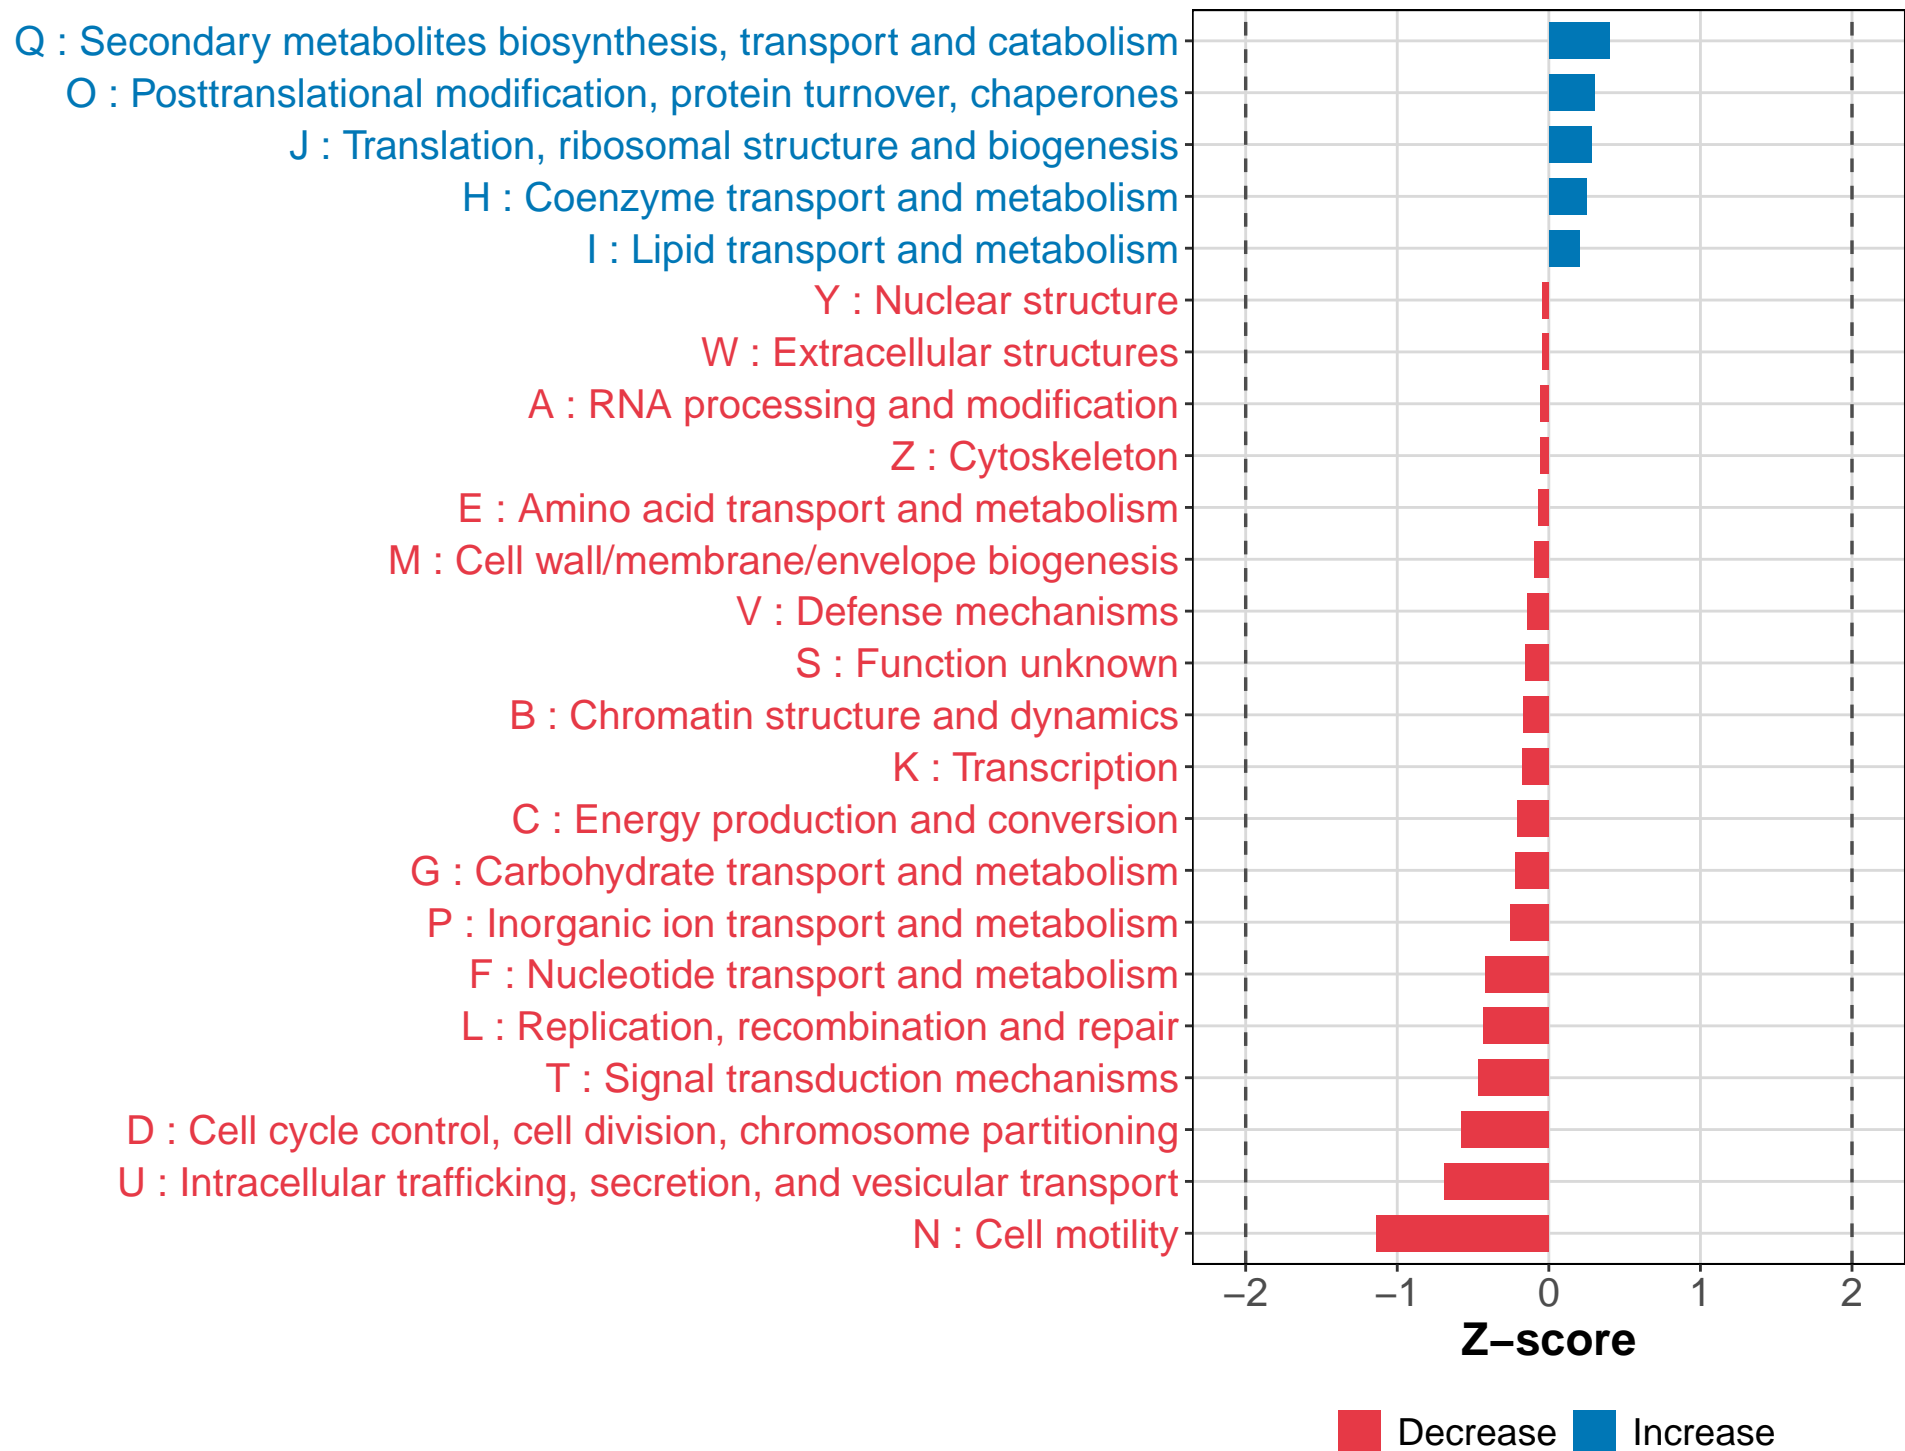 Q : Secondary metabolites biosynthesis, transport and catabolism
O : Posttranslational modification, protein turnover, chaperones
J : Translation, ribosomal structure and biogenesis
H : Coenzyme transport and metabolism
I : Lipid transport and metabolism
Y : Nuclear structure
W : Extracellular structures
A : RNA processing and modification
Z : Cytoskeleton
E : Amino acid transport and metabolism
M : Cell wall/membrane/envelope biogenesis
V : Defense mechanisms
S : Function unknown
B : Chromatin structure and dynamics
K : Transcription
C : Energy production and conversion
G : Carbohydrate transport and metabolism
P : Inorganic ion transport and metabolism
F : Nucleotide transport and metabolism
L : Replication, recombination and repair
T : Signal transduction mechanisms
D : Cell cycle control, cell division, chromosome partitioning
U : Intracellular trafficking, secretion, and vesicular transport
N : Cell motility
−2 −1 0 1 2
Z−score
Decrease Increase